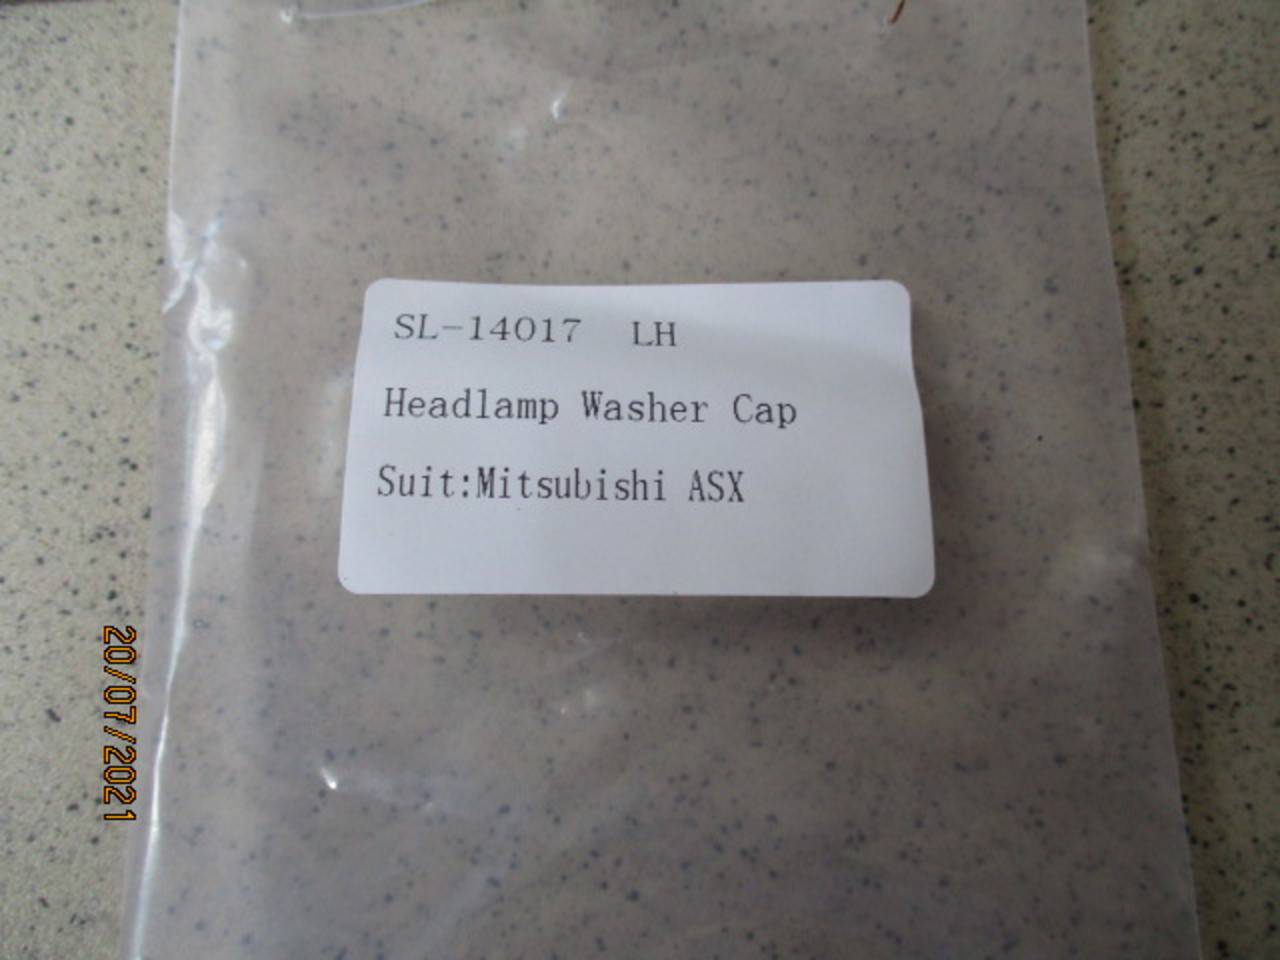 SL-14017 LH
Headlamp Washer Cap
Suit:Mitsubishi ASX
20/07/2021